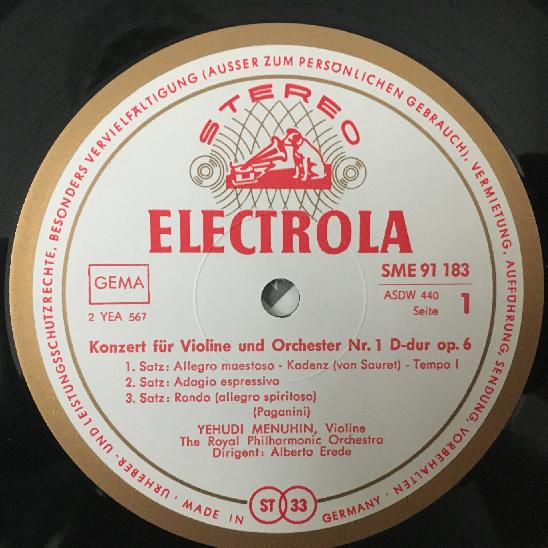 URHEBER- UND LEISTUNGSSCHUTZRECHTE, BESONDERS VERVIELFÄLTIGUNG (AUSSER ZUM PERSÖNLICHEN GEBRAUCH), VERMIETUNG, AUFFÜHRUNG, SENDUNG, VORBEHALTEN ·
STEREO
ELECTROLA
GEMA
SME 91 183
2 YEA 567
ASDW 440
Seite 1
Konzert für Violine und Orchester Nr. 1 D-dur op. 6
1. Satz: Allegro maestoso - Kadenz (von Sauret) - Tempo I
2. Satz: Adagio espressivo
3. Satz: Rondo (allegro spiritoso)
(Paganini)
YEHUDI MENUHIN, Violine
The Royal Philharmonic Orchestra
Dirigent: Alberto Erede
· MADE IN GERMANY ·
ST 33